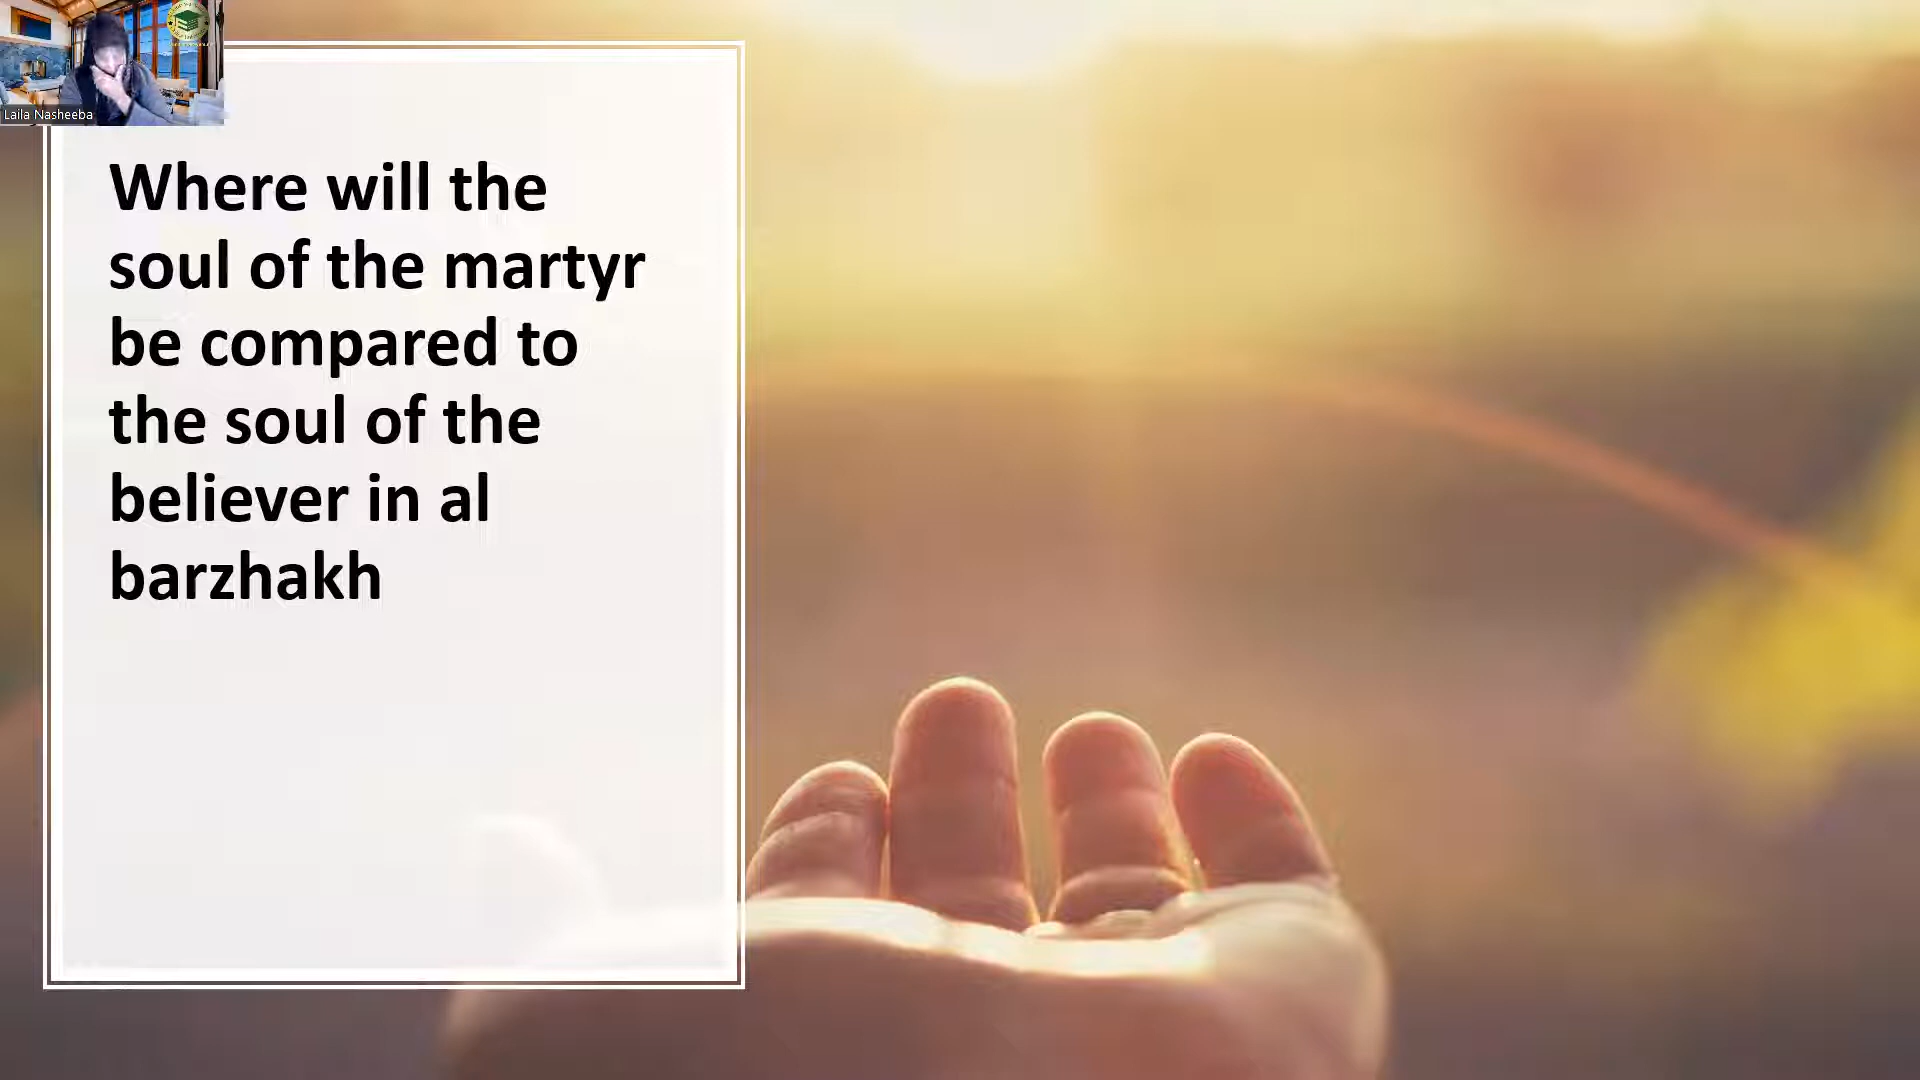 Laila Nasheeba
Where will the
soul of the martyr
be compared to
the soul of the
believer in al
barzhakh